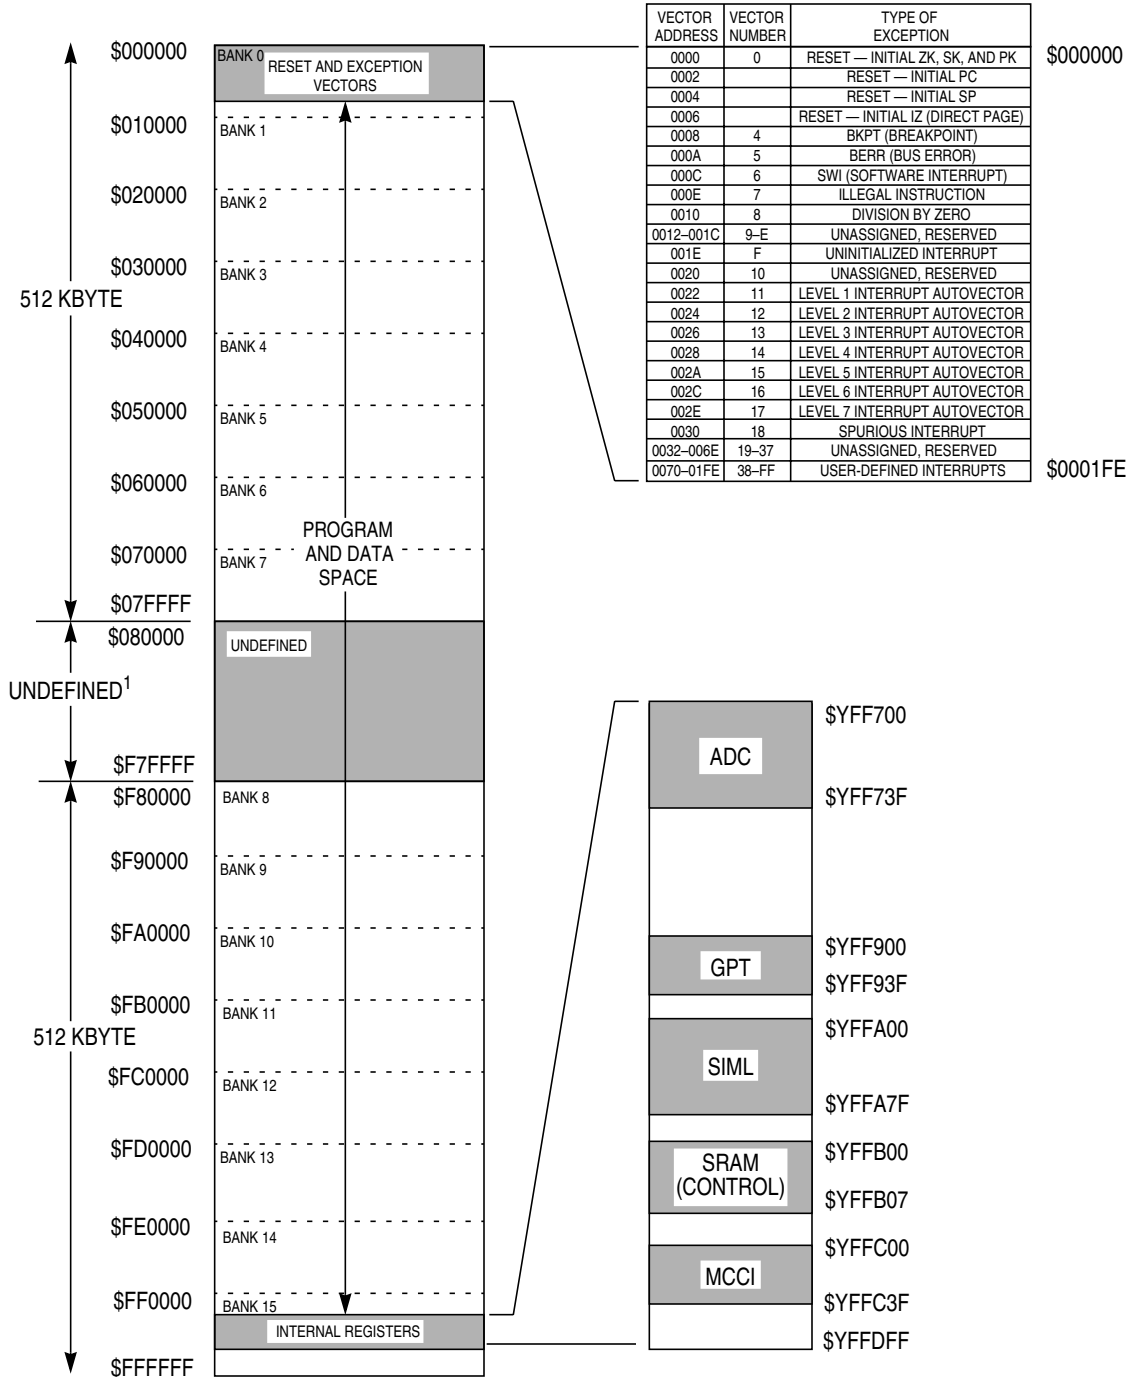 VECTOR ADDRESS VECTOR NUMBER TYPE OF EXCEPTION
0000 0 RESET — INITIAL ZK, SK, AND PK
0002 RESET — INITIAL PC
0004 RESET — INITIAL SP
0006 RESET — INITIAL IZ (DIRECT PAGE)
0008 4 BKPT (BREAKPOINT)
000A 5 BERR (BUS ERROR)
000C 6 SWI (SOFTWARE INTERRUPT)
000E 7 ILLEGAL INSTRUCTION
0010 8 DIVISION BY ZERO
0012–001C 9–E UNASSIGNED, RESERVED
001E F UNINITIALIZED INTERRUPT
0020 10 UNASSIGNED, RESERVED
0022 11 LEVEL 1 INTERRUPT AUTOVECTOR
0024 12 LEVEL 2 INTERRUPT AUTOVECTOR
0026 13 LEVEL 3 INTERRUPT AUTOVECTOR
0028 14 LEVEL 4 INTERRUPT AUTOVECTOR
002A 15 LEVEL 5 INTERRUPT AUTOVECTOR
002C 16 LEVEL 6 INTERRUPT AUTOVECTOR
002E 17 LEVEL 7 INTERRUPT AUTOVECTOR
0030 18 SPURIOUS INTERRUPT
0032–006E 19–37 UNASSIGNED, RESERVED
0070–01FE 38–FF USER-DEFINED INTERRUPTS
$000000
$0001FE
$000000
BANK 0
RESET AND EXCEPTION
VECTORS
$010000
BANK 1
$020000
BANK 2
$030000
BANK 3
512 KBYTE
$040000
BANK 4
$050000
BANK 5
$060000
BANK 6
PROGRAM
AND DATA
SPACE
$070000
BANK 7
$07FFFF
$080000
UNDEFINED
UNDEFINED1
$F7FFFF
$F80000
BANK 8
$F90000
BANK 9
$FA0000
BANK 10
$FB0000
BANK 11
512 KBYTE
$FC0000
BANK 12
$FD0000
BANK 13
$FE0000
BANK 14
$FF0000
BANK 15
INTERNAL REGISTERS
$FFFFFF
$YFF700
ADC
$YFF73F
$YFF900
GPT
$YFF93F
$YFFA00
SIML
$YFFA7F
$YFFB00
SRAM
(CONTROL)
$YFFB07
$YFFC00
MCCI
$YFFC3F
$YFFDFF